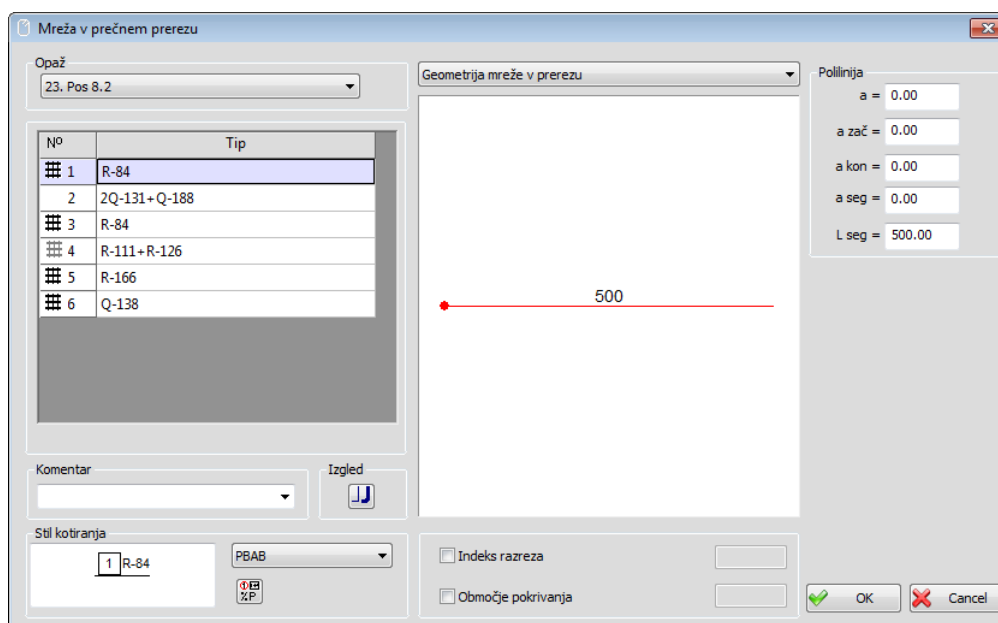 Mreža v prečnem prerezu
Opaž
23. Pos 8.2
Nº Tip
1 R-84
2 2Q-131+Q-188
3 R-84
4 R-111+R-126
5 R-166
6 Q-138
Komentar
Izgled
Stil kotiranja
1 R-84
PBAB
%P
Geometrija mreže v prerezu
500
Indeks razreza
Območje pokrivanja
Polilinija
a = 0.00
a zač = 0.00
a kon = 0.00
a seg = 0.00
L seg = 500.00
OK
Cancel